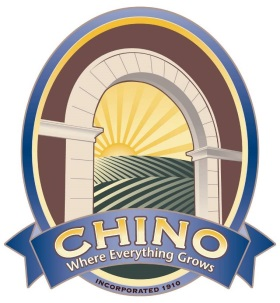 CHINO
Where Everything Grows
INCORPORATED 1910